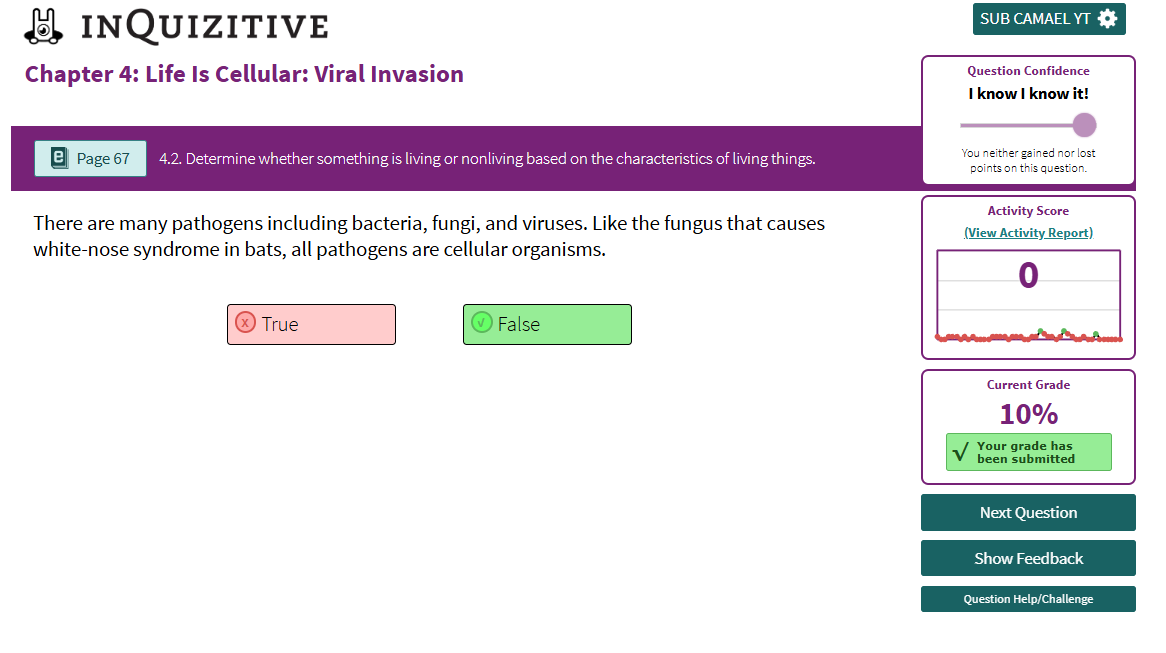 INQUIZITIVE
SUB CAMAEL YT
Chapter 4: Life Is Cellular: Viral Invasion
Page 67
4.2. Determine whether something is living or nonliving based on the characteristics of living things.
Question Confidence
I know I know it!
You neither gained nor lost
points on this question.
There are many pathogens including bacteria, fungi, and viruses. Like the fungus that causes
white-nose syndrome in bats, all pathogens are cellular organisms.
x True
√ False
Activity Score
(View Activity Report)
0
Current Grade
10%
√ Your grade has
been submitted
Next Question
Show Feedback
Question Help/Challenge